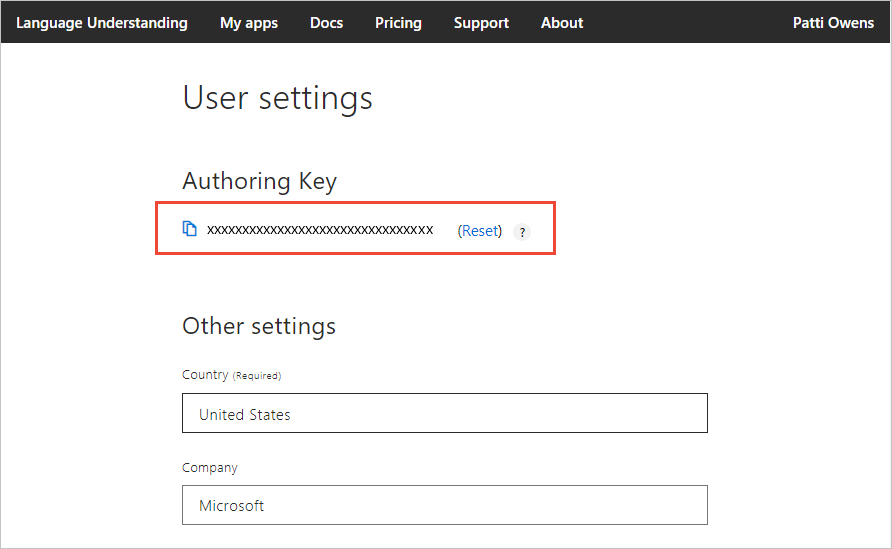 Language Understanding My apps Docs Pricing Support About Patti Owens
User settings
Authoring Key
xxxxxxxxxxxxxxxxxxxxxxxxxxxxxxxx (Reset) ?
Other settings
Country (Required)
United States
Company
Microsoft